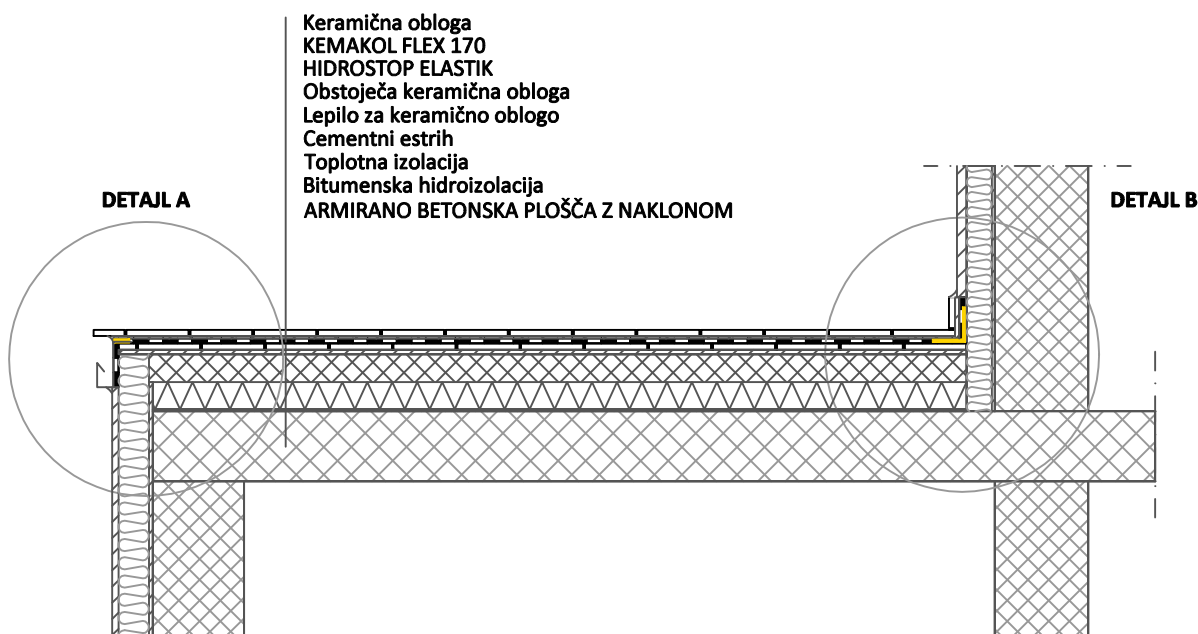 Keramična obloga
KEMAKOL FLEX 170
HIDROSTOP ELASTIK
Obstoječa keramična obloga
Lepilo za keramično oblogo
Cementni estrih
Toplotna izolacija
Bitumenska hidroizolacija
ARMIRANO BETONSKA PLOŠČA Z NAKLONOM
DETAJL A
DETAJL B